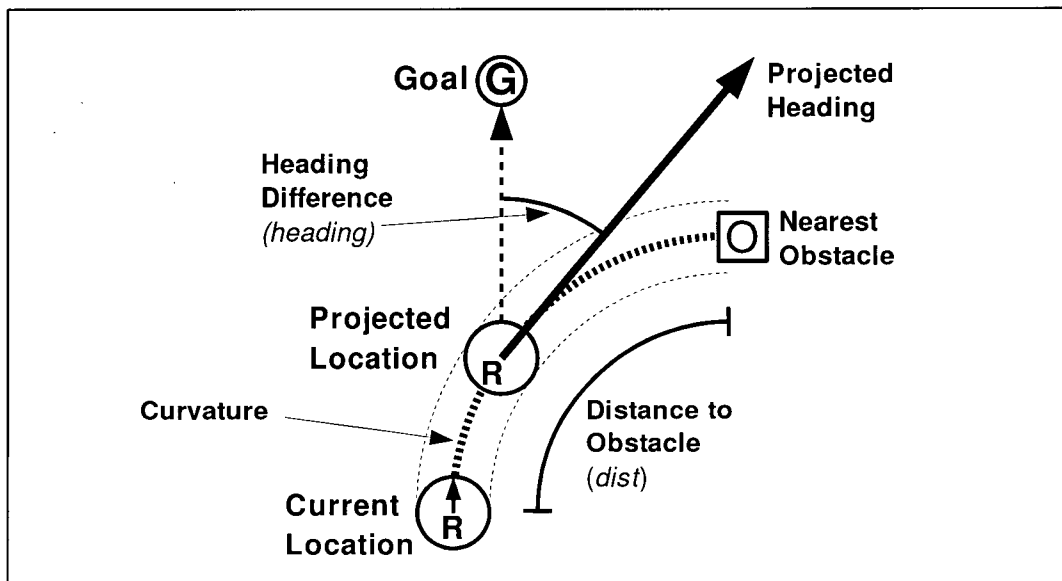 Goal G
Projected
Heading
Heading
Difference
(heading)
O
Nearest
Obstacle
Projected
Location
R
Curvature
Distance to
Obstacle
(dist)
Current
Location
R